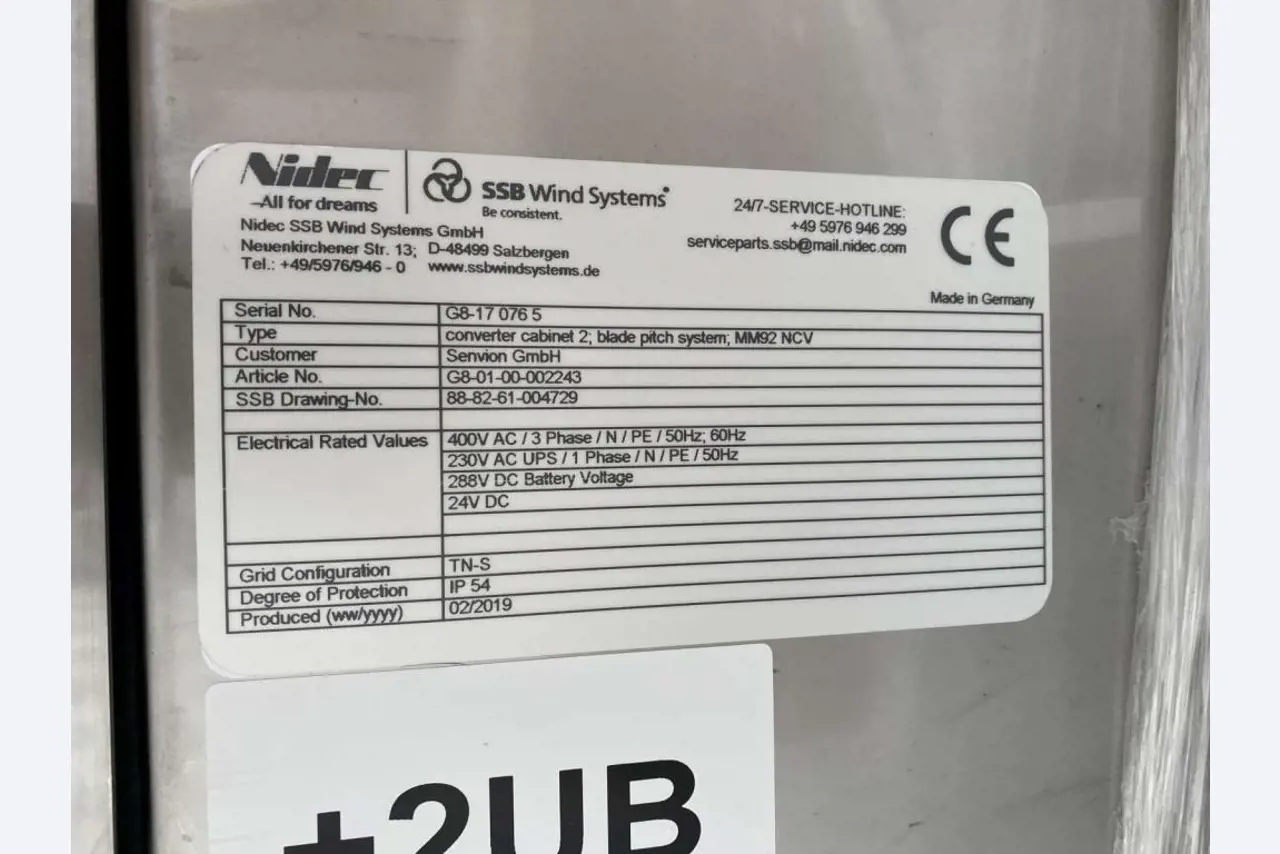 Nidec
-All for dreams
SSB Wind Systems
Be consistent.
Nidec SSB Wind Systems GmbH
Neuenkirchener Str. 13; D-48499 Salzbergen
Tel.: +49/5976/946 - 0 www.ssbwindsystems.de
24/7-SERVICE-HOTLINE:
+49 5976 946 299
serviceparts.ssb@mail.nidec.com
CE
Made in Germany
Serial No. G8-17 076 5
Type converter cabinet 2; blade pitch system; MM92 NCV
Customer Senvion GmbH
Article No. G8-01-00-002243
SSB Drawing-No. 88-82-61-004729
Electrical Rated Values 400V AC / 3 Phase / N / PE / 50Hz; 60Hz
230V AC UPS / 1 Phase / N / PE / 50Hz
288V DC Battery Voltage
24V DC
Grid Configuration TN-S
Degree of Protection IP 54
Produced (ww/yyyy) 02/2019
+2UB